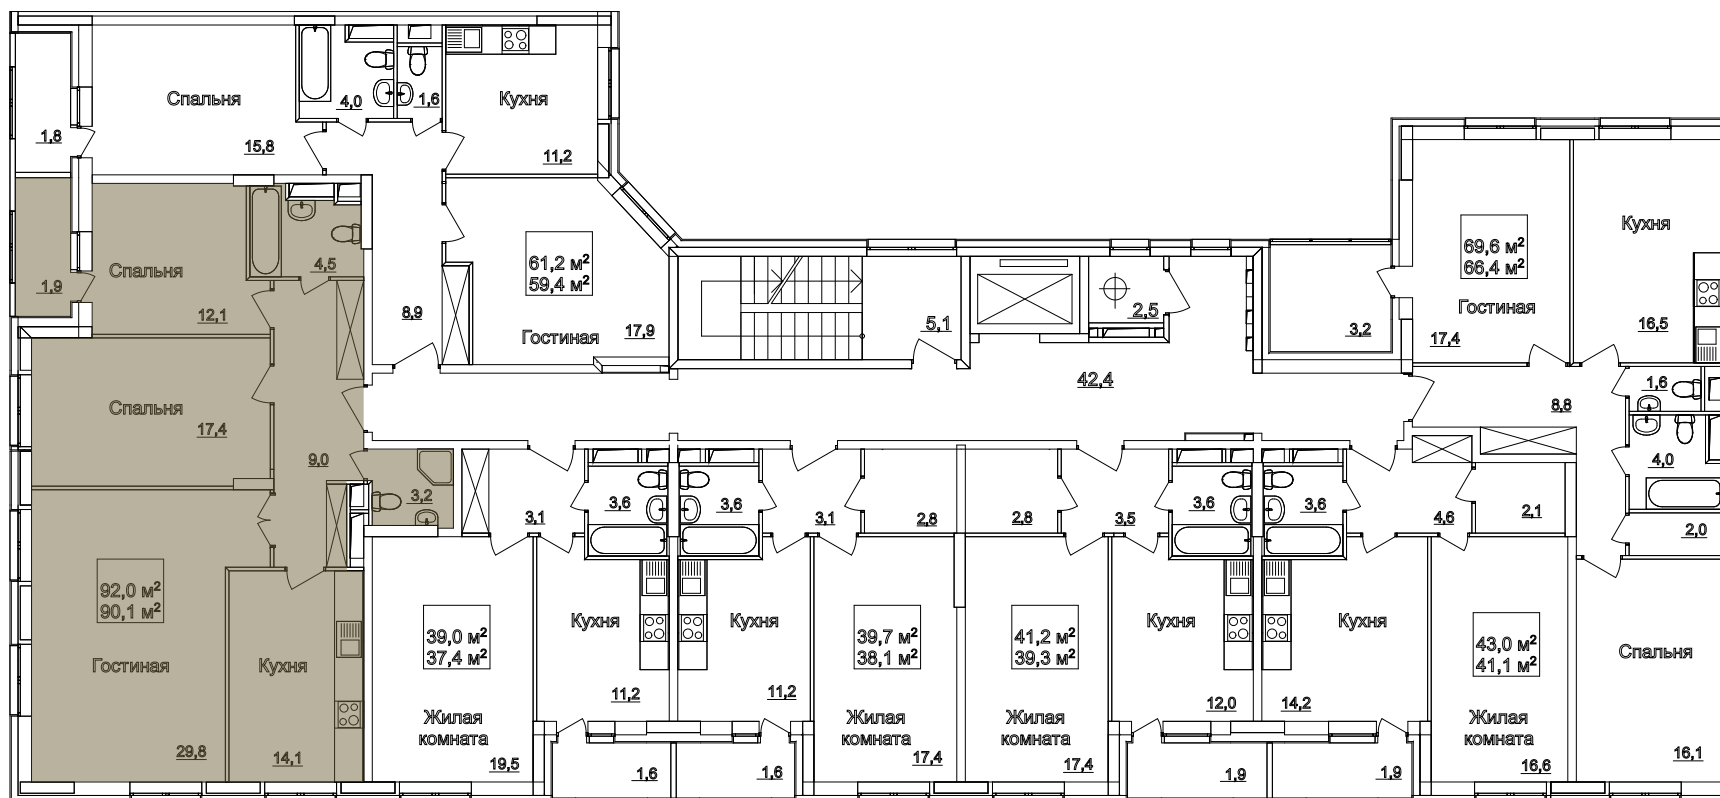 Спальня
4,0
1,6
Кухня
1,8
15,8
11,2
Спальня
4,5
1,9
12,1
8,9
61,2 м²
59,4 м²
Гостиная
17,9
5,1
2,5
3,2
69,6 м²
66,4 м²
Гостиная
17,4
Кухня
16,5
Спальня
17,4
42,4
8,8
1,6
9,0
3,2
4,0
3,1
3,6
3,6
3,1
2,8
2,8
3,5
3,6
3,6
4,6
2,1
2,0
92,0 м²
90,1 м²
Гостиная
29,8
Кухня
14,1
39,0 м²
37,4 м²
Жилая
комната
19,5
Кухня
11,2
Кухня
11,2
39,7 м²
38,1 м²
Жилая
комната
17,4
41,2 м²
39,3 м²
Жилая
комната
17,4
Кухня
12,0
Кухня
14,2
43,0 м²
41,1 м²
Жилая
комната
16,6
Спальня
16,1
1,6
1,6
1,9
1,9